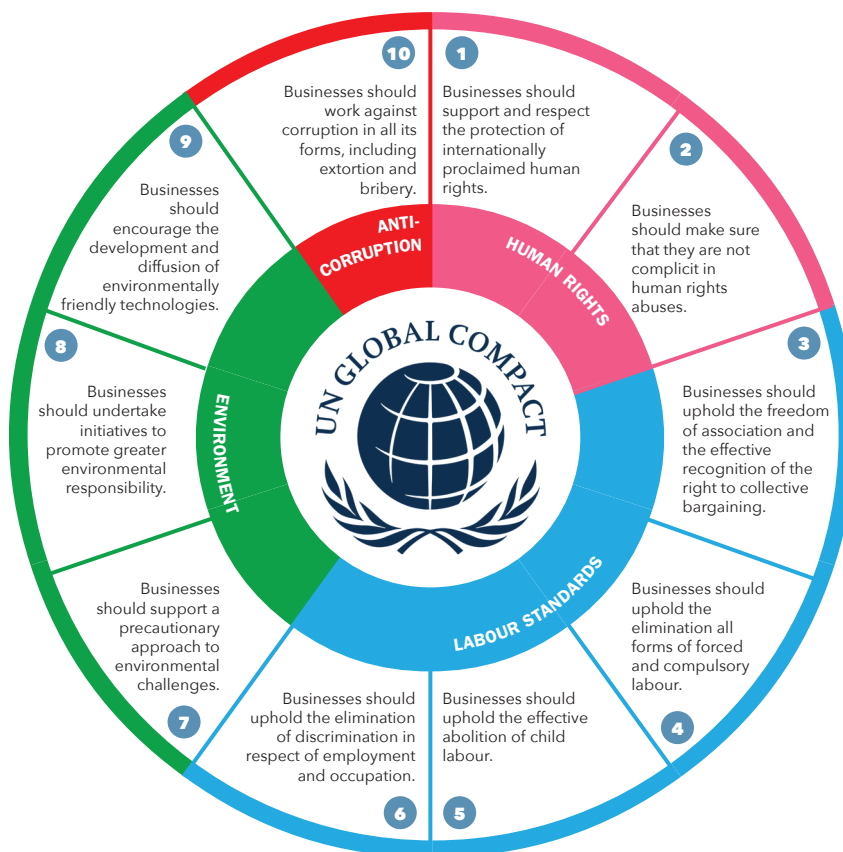 UN GLOBAL COMPACT
HUMAN RIGHTS
1
Businesses should
support and respect
the protection of
internationally
proclaimed human
rights.
2
Businesses
should make sure
that they are not
complicit in
human rights
abuses.
LABOUR STANDARDS
3
Businesses should
uphold the freedom
of association and
the effective
recognition of the
right to collective
bargaining.
4
Businesses should
uphold the
elimination all
forms of forced
and compulsory
labour.
5
Businesses should
uphold the effective
abolition of child
labour.
6
Businesses should
uphold the elimination
of discrimination in
respect of employment
and occupation.
ENVIRONMENT
7
Businesses
should support a
precautionary
approach to
environmental
challenges.
8
Businesses
should undertake
initiatives to
promote greater
environmental
responsibility.
9
Businesses
should
encourage the
development and
diffusion of
environmentally
friendly technologies.
ANTI-
CORRUPTION
10
Businesses should
work against
corruption in all its
forms, including
extortion and
bribery.